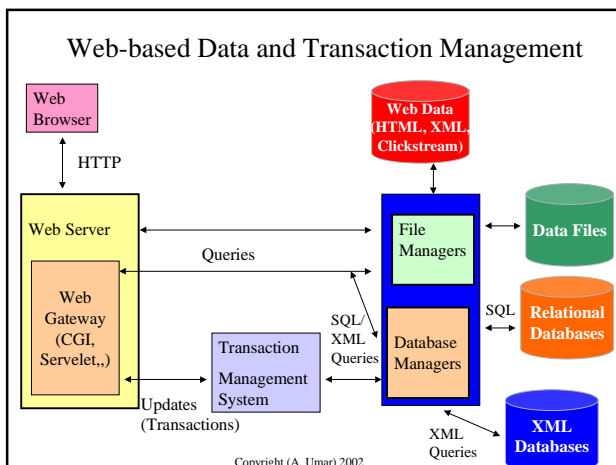 Web-based Data and Transaction Management
Web
Browser
HTTP
Web Data
(HTML, XML,
Clickstream)
Web Server
Queries
Web
Gateway
(CGI,
Servelet,,)
File
Managers
Data Files
SQL/
XML
Queries
Database
Managers
SQL
Relational
Databases
Transaction
Management
System
Updates
(Transactions)
XML
Queries
XML
Databases
Copyright (A. Umar) 2002